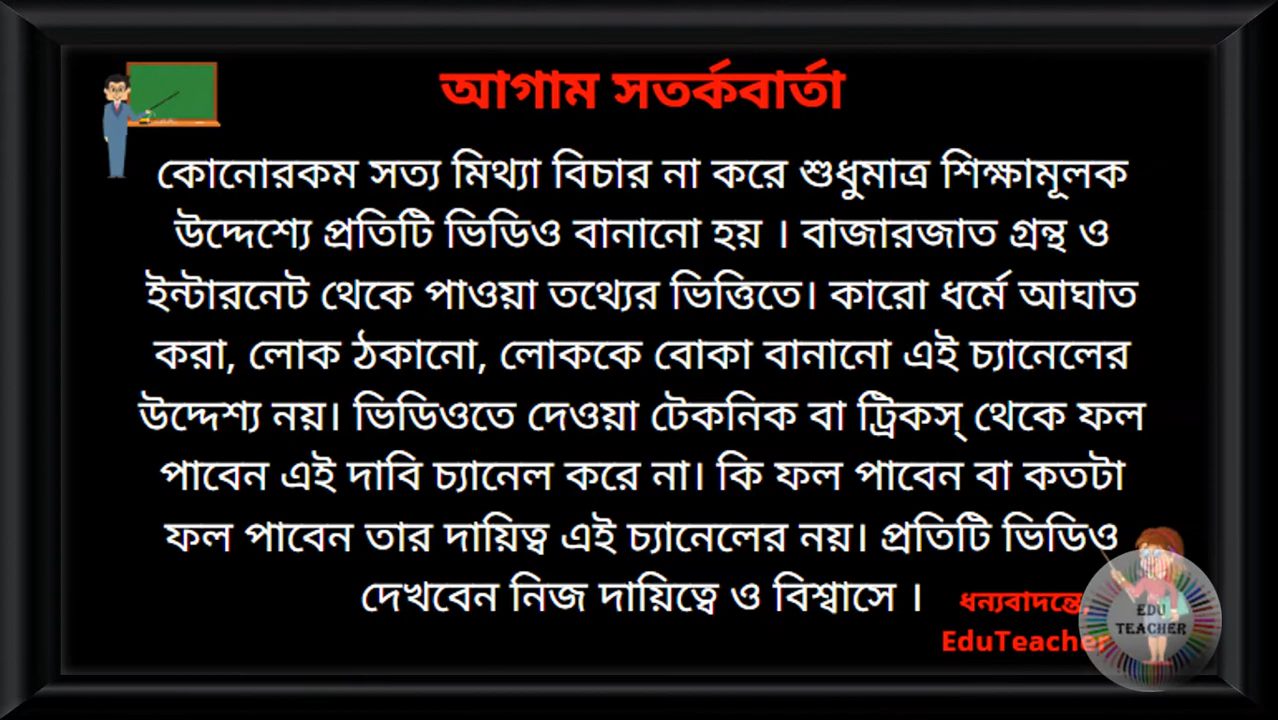 আগাম সতর্কবার্তা
কোনোরকম সত্য মিথ্যা বিচার না করে শুধুমাত্র শিক্ষামূলক
উদ্দেশ্যে প্রতিটি ভিডিও বানানো হয় । বাজারজাত গ্রন্থ ও
ইন্টারনেট থেকে পাওয়া তথ্যের ভিত্তিতে। কারো ধর্মে আঘাত
করা, লোক ঠকানো, লোককে বোকা বানানো এই চ্যানেলের
উদ্দেশ্য নয়। ভিডিওতে দেওয়া টেকনিক বা ট্রিকস্ থেকে ফল
পাবেন এই দাবি চ্যানেল করে না। কি ফল পাবেন বা কতটা
ফল পাবেন তার দায়িত্ব এই চ্যানেলের নয়। প্রতিটি ভিডিও
দেখবেন নিজ দায়িত্বে ও বিশ্বাসে ।
ধন্যবাদন্তে,
EduTeacher
EDU
TEACHER